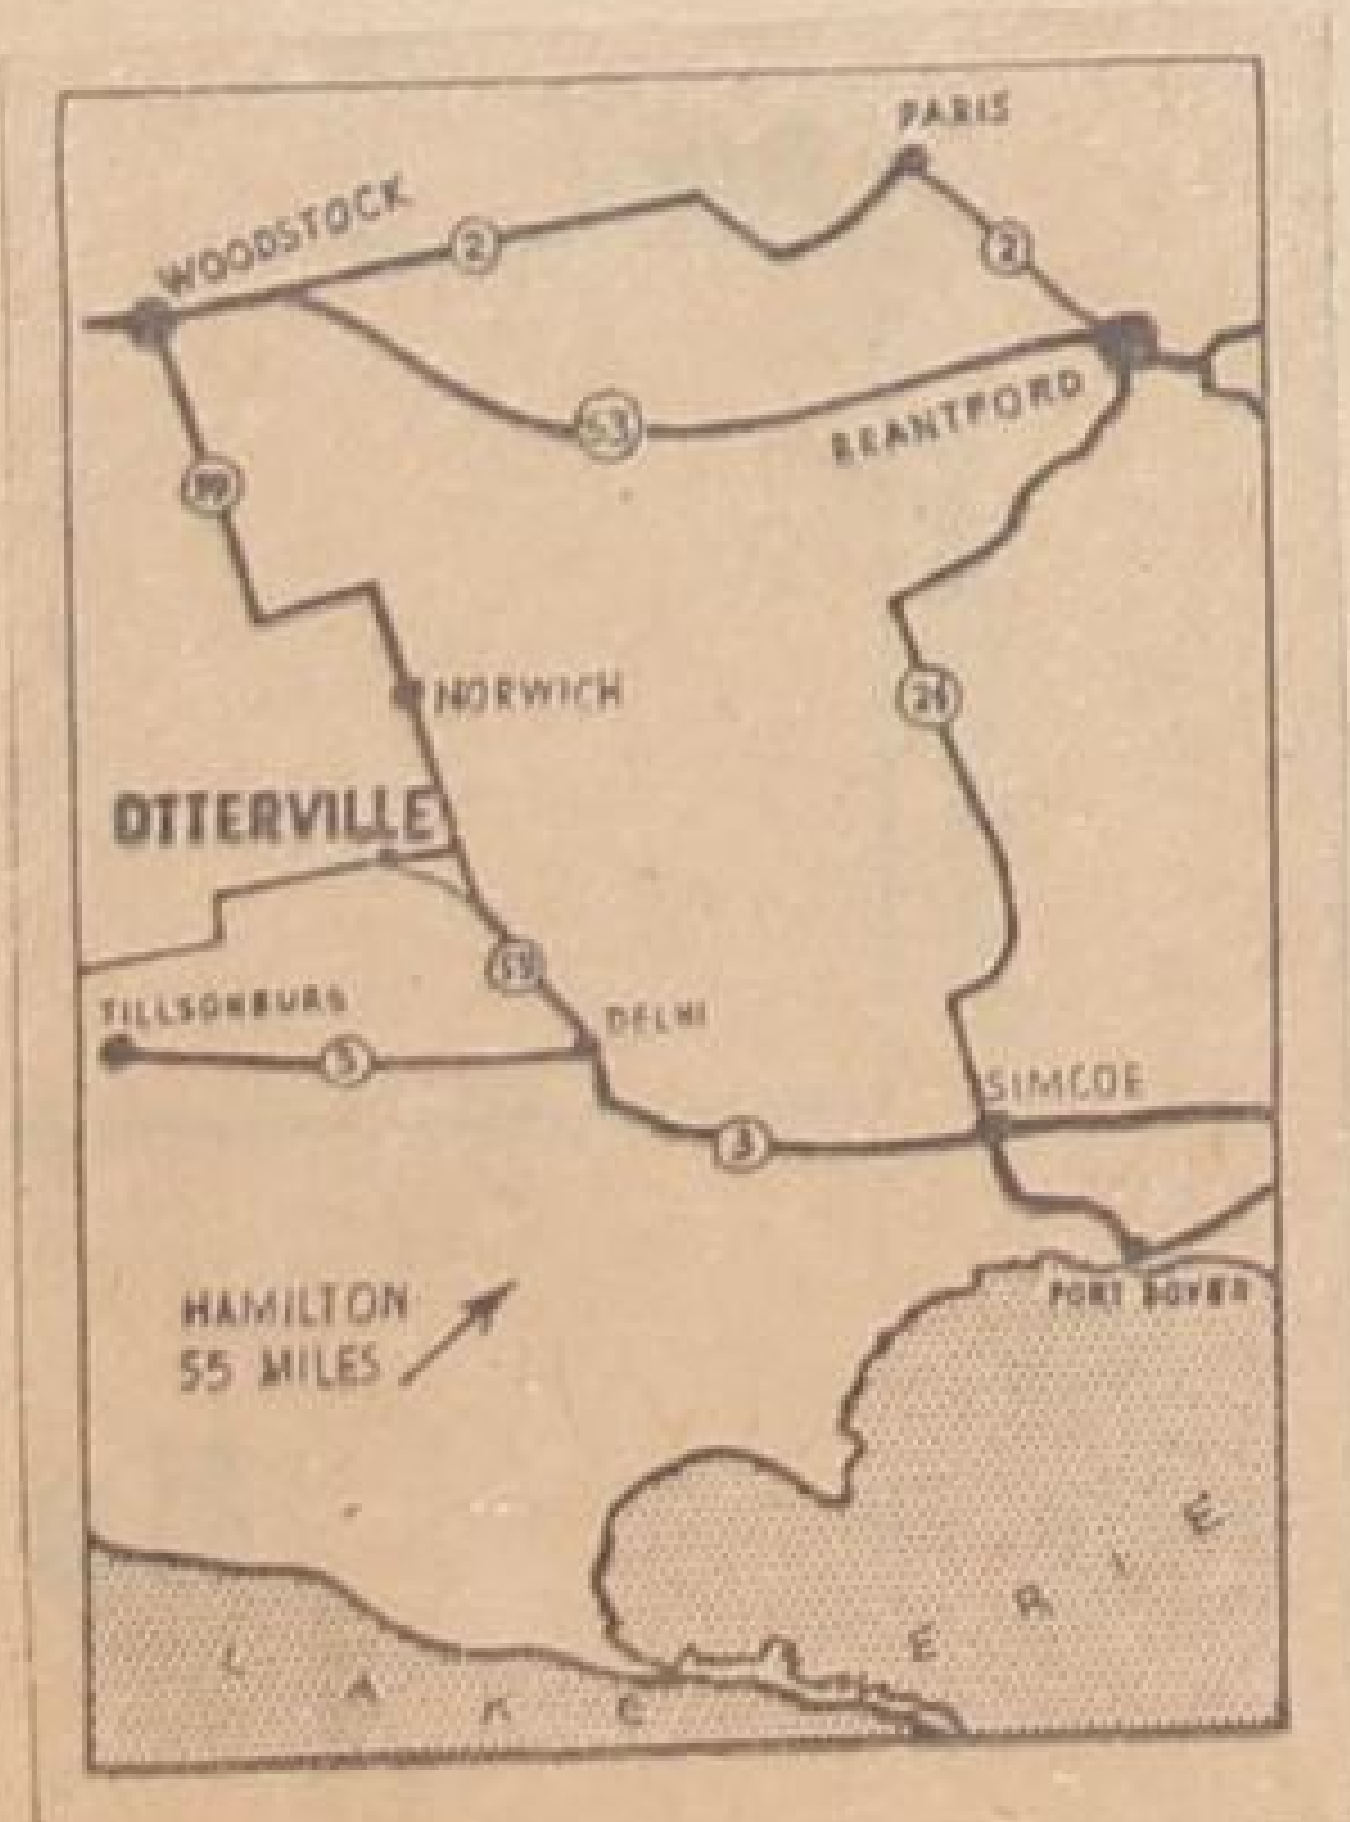 PARIS
WOODSTOCK
2
2
53
BRANTFORD
NORWICH
24
OTTERVILLE
59
TILLSONBURG
DELHI
3
SIMCOE
3
HAMILTON
55 MILES
PORT DOVER
LAKE ERIE